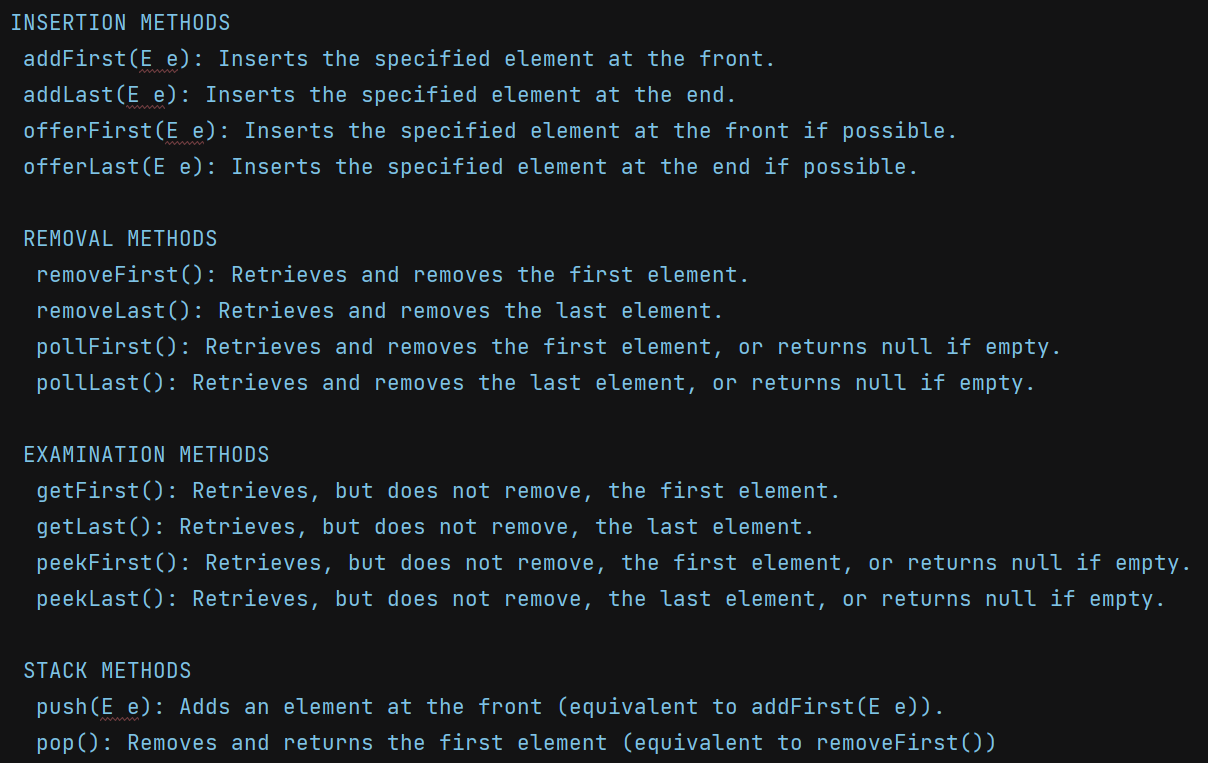 INSERTION METHODS
addFirst(E e): Inserts the specified element at the front.
addLast(E e): Inserts the specified element at the end.
offerFirst(E e): Inserts the specified element at the front if possible.
offerLast(E e): Inserts the specified element at the end if possible.
REMOVAL METHODS
removeFirst(): Retrieves and removes the first element.
removeLast(): Retrieves and removes the last element.
pollFirst(): Retrieves and removes the first element, or returns null if empty.
pollLast(): Retrieves and removes the last element, or returns null if empty.
EXAMINATION METHODS
getFirst(): Retrieves, but does not remove, the first element.
getLast(): Retrieves, but does not remove, the last element.
peekFirst(): Retrieves, but does not remove, the first element, or returns null if empty.
peekLast(): Retrieves, but does not remove, the last element, or returns null if empty.
STACK METHODS
push(E e): Adds an element at the front (equivalent to addFirst(E e)).
pop(): Removes and returns the first element (equivalent to removeFirst())